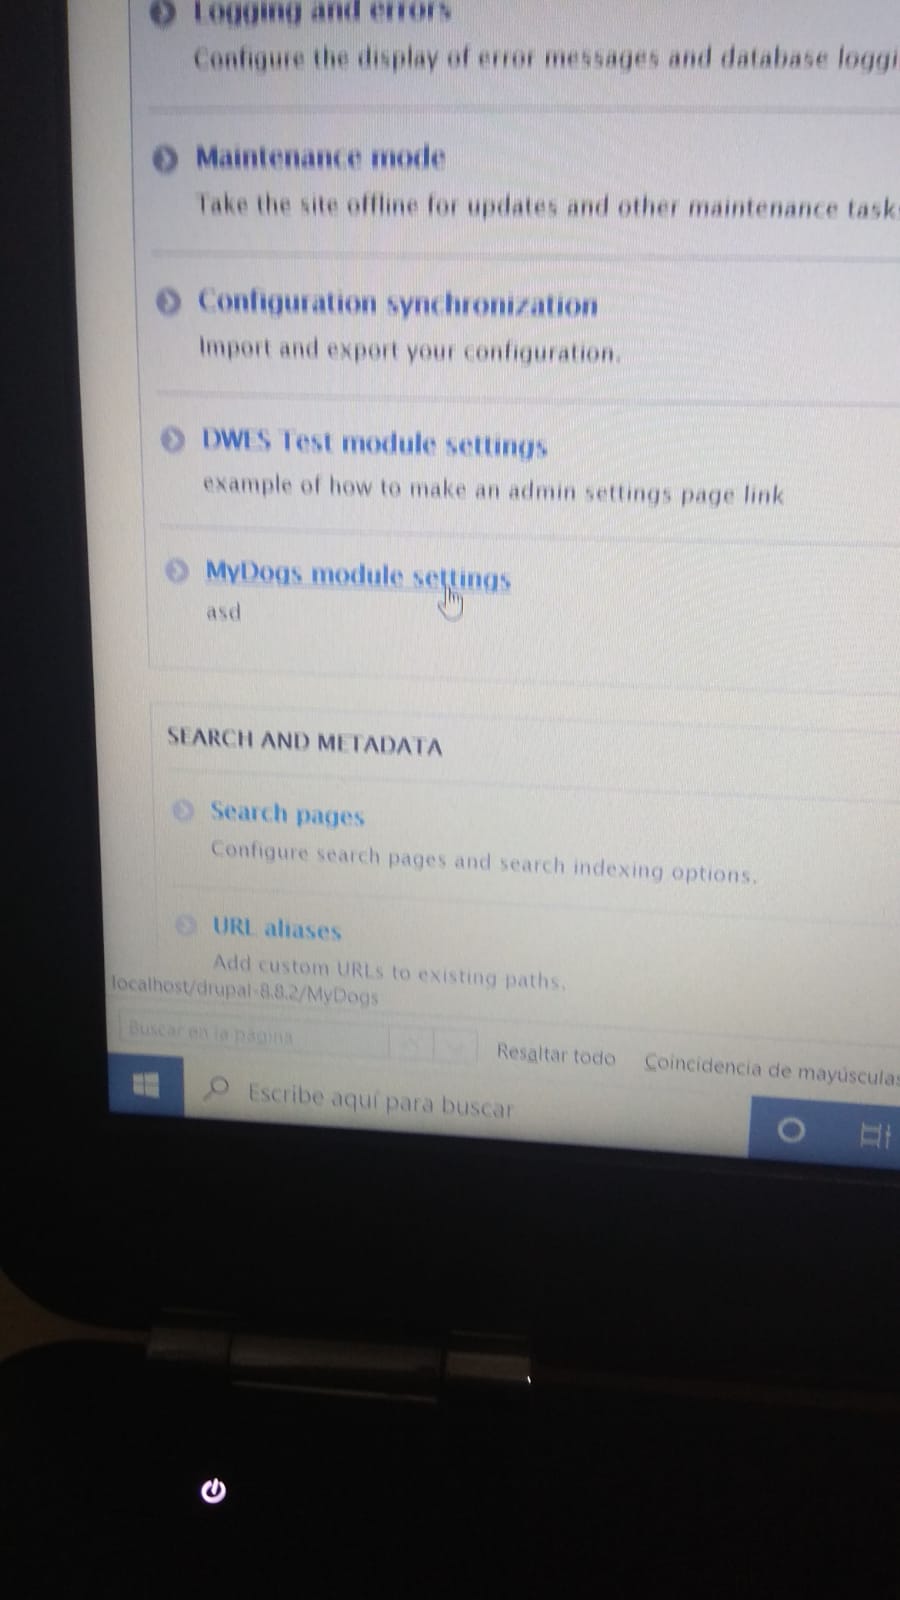 Logging and errors
Configure the display of error messages and database loggi
Maintenance mode
Take the site offline for updates and other maintenance task
Configuration synchronization
Import and export your configuration.
DWES Test module settings
example of how to make an admin settings page link
MyDogs module settings
asd
SEARCH AND METADATA
Search pages
Configure search pages and search indexing options.
URL aliases
Add custom URLs to existing paths.
localhost/drupal-8.8.2/MyDogs
Buscar en la página
Resaltar todo Coincidencia de mayúsculas
Escribe aquí para buscar